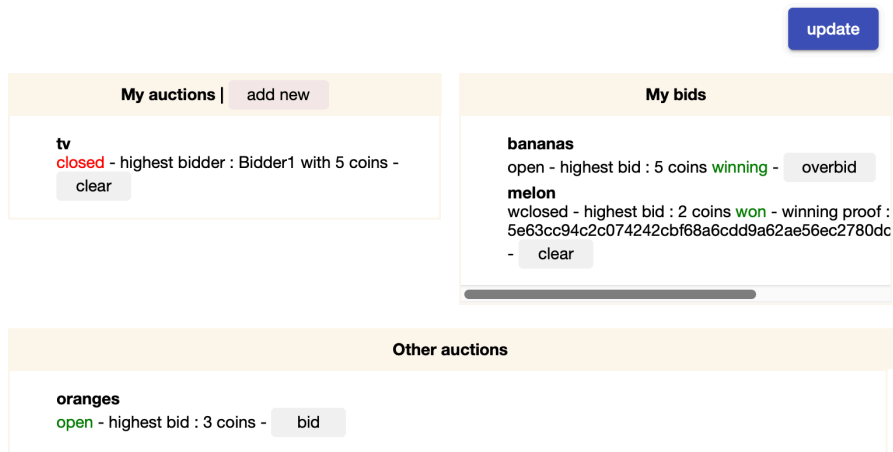 update
My auctions | add new
tv
closed - highest bidder : Bidder1 with 5 coins -
clear
My bids
bananas
open - highest bid : 5 coins winning - overbid
melon
wclosed - highest bid : 2 coins won - winning proof :
5e63cc94c2c074242cbf68a6cdd9a62ae56ec2780dc
- clear
Other auctions
oranges
open - highest bid : 3 coins - bid